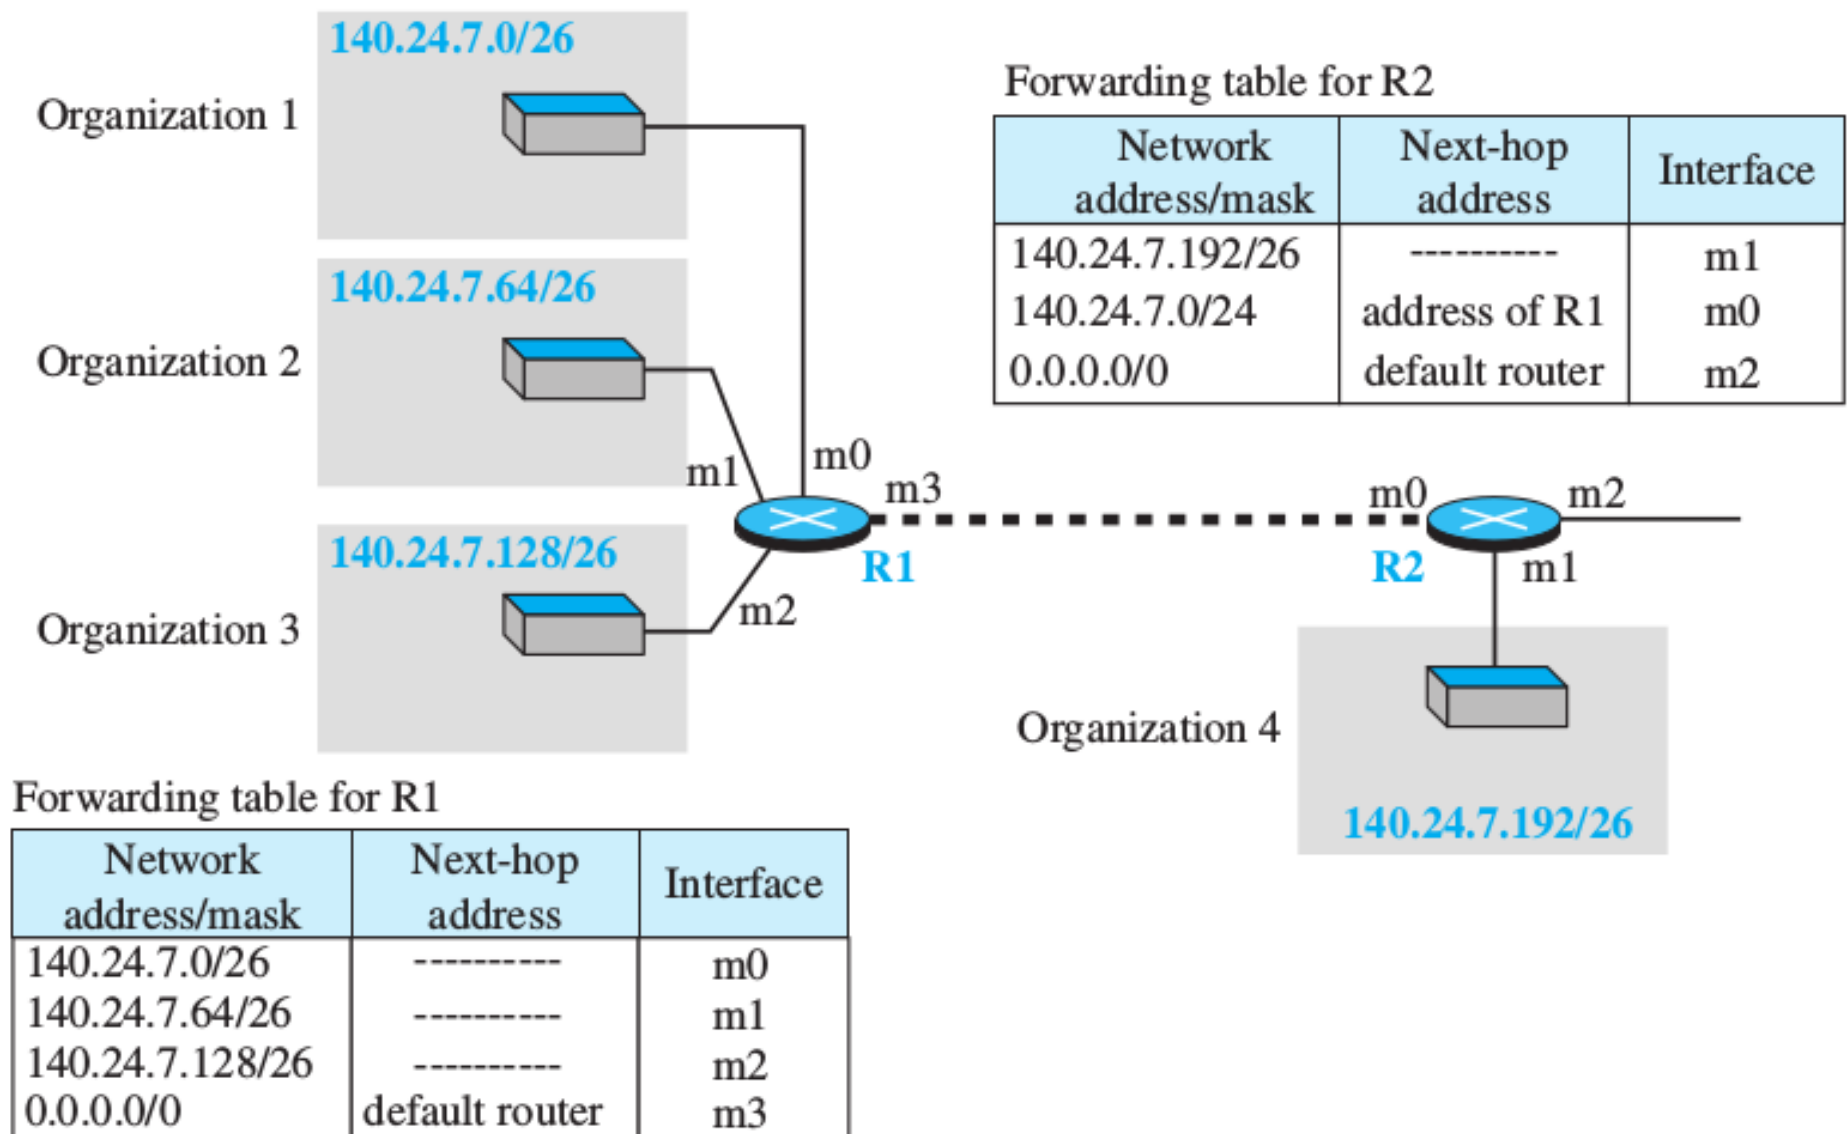 140.24.7.0/26
Organization 1
140.24.7.64/26
Organization 2
140.24.7.128/26
Organization 3
m0
m1
m2
m3
R1
Forwarding table for R2
Network address/mask Next-hop address Interface
140.24.7.192/26 ---------- m1
140.24.7.0/24 address of R1 m0
0.0.0.0/0 default router m2
m0
m2
R2
m1
Organization 4
140.24.7.192/26
Forwarding table for R1
Network address/mask Next-hop address Interface
140.24.7.0/26 ---------- m0
140.24.7.64/26 ---------- m1
140.24.7.128/26 ---------- m2
0.0.0.0/0 default router m3